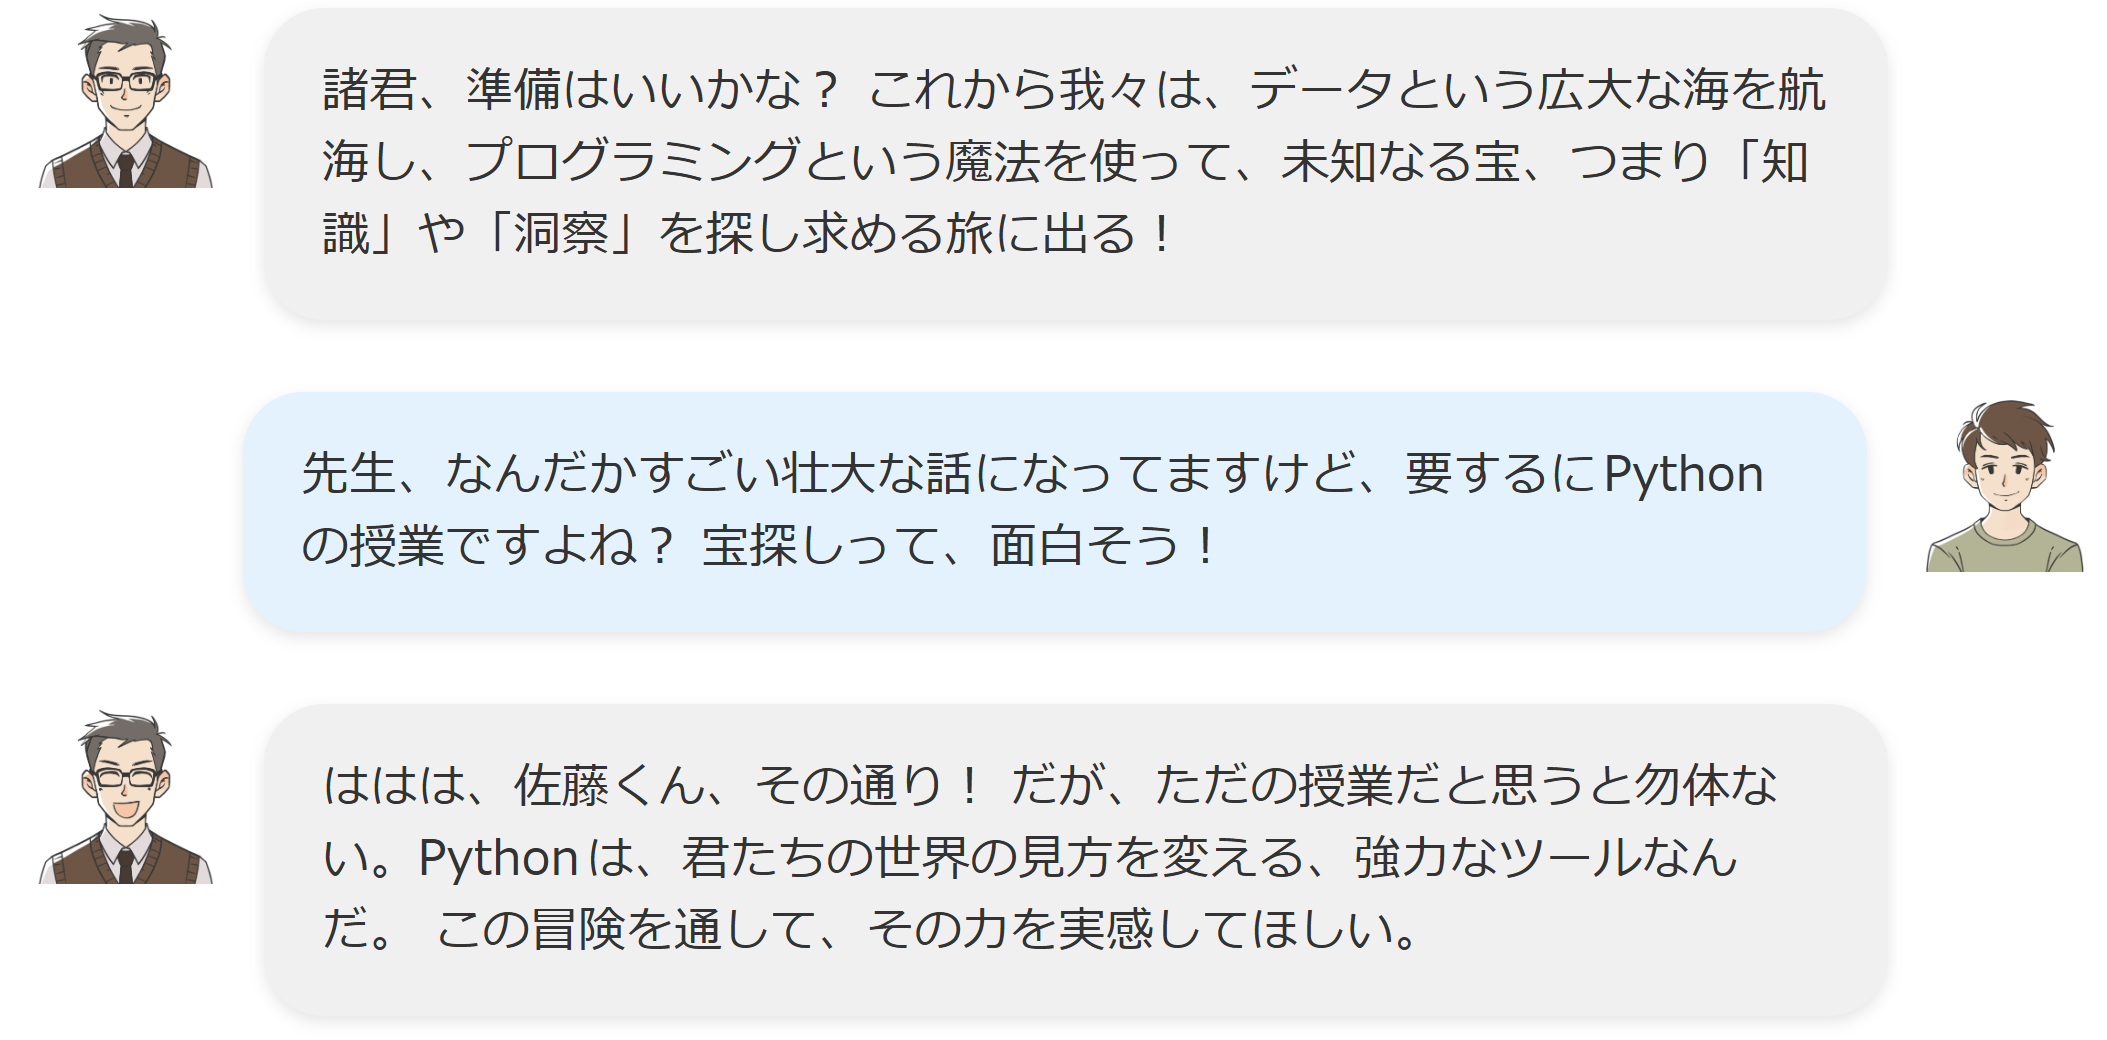 諸君、準備はいいかな？ これから我々は、データという広大な海を航
海し、プログラミングという魔法を使って、未知なる宝、つまり「知
識」や「洞察」を探し求める旅に出る！
先生、なんだかすごい壮大な話になってますけど、要するにPython
の授業ですよね？ 宝探しって、面白そう！
ははは、佐藤くん、その通り！ だが、ただの授業だと思うと勿体な
い。Pythonは、君たちの世界の見方を変える、強力なツールなん
だ。 この冒険を通して、その力を実感してほしい。